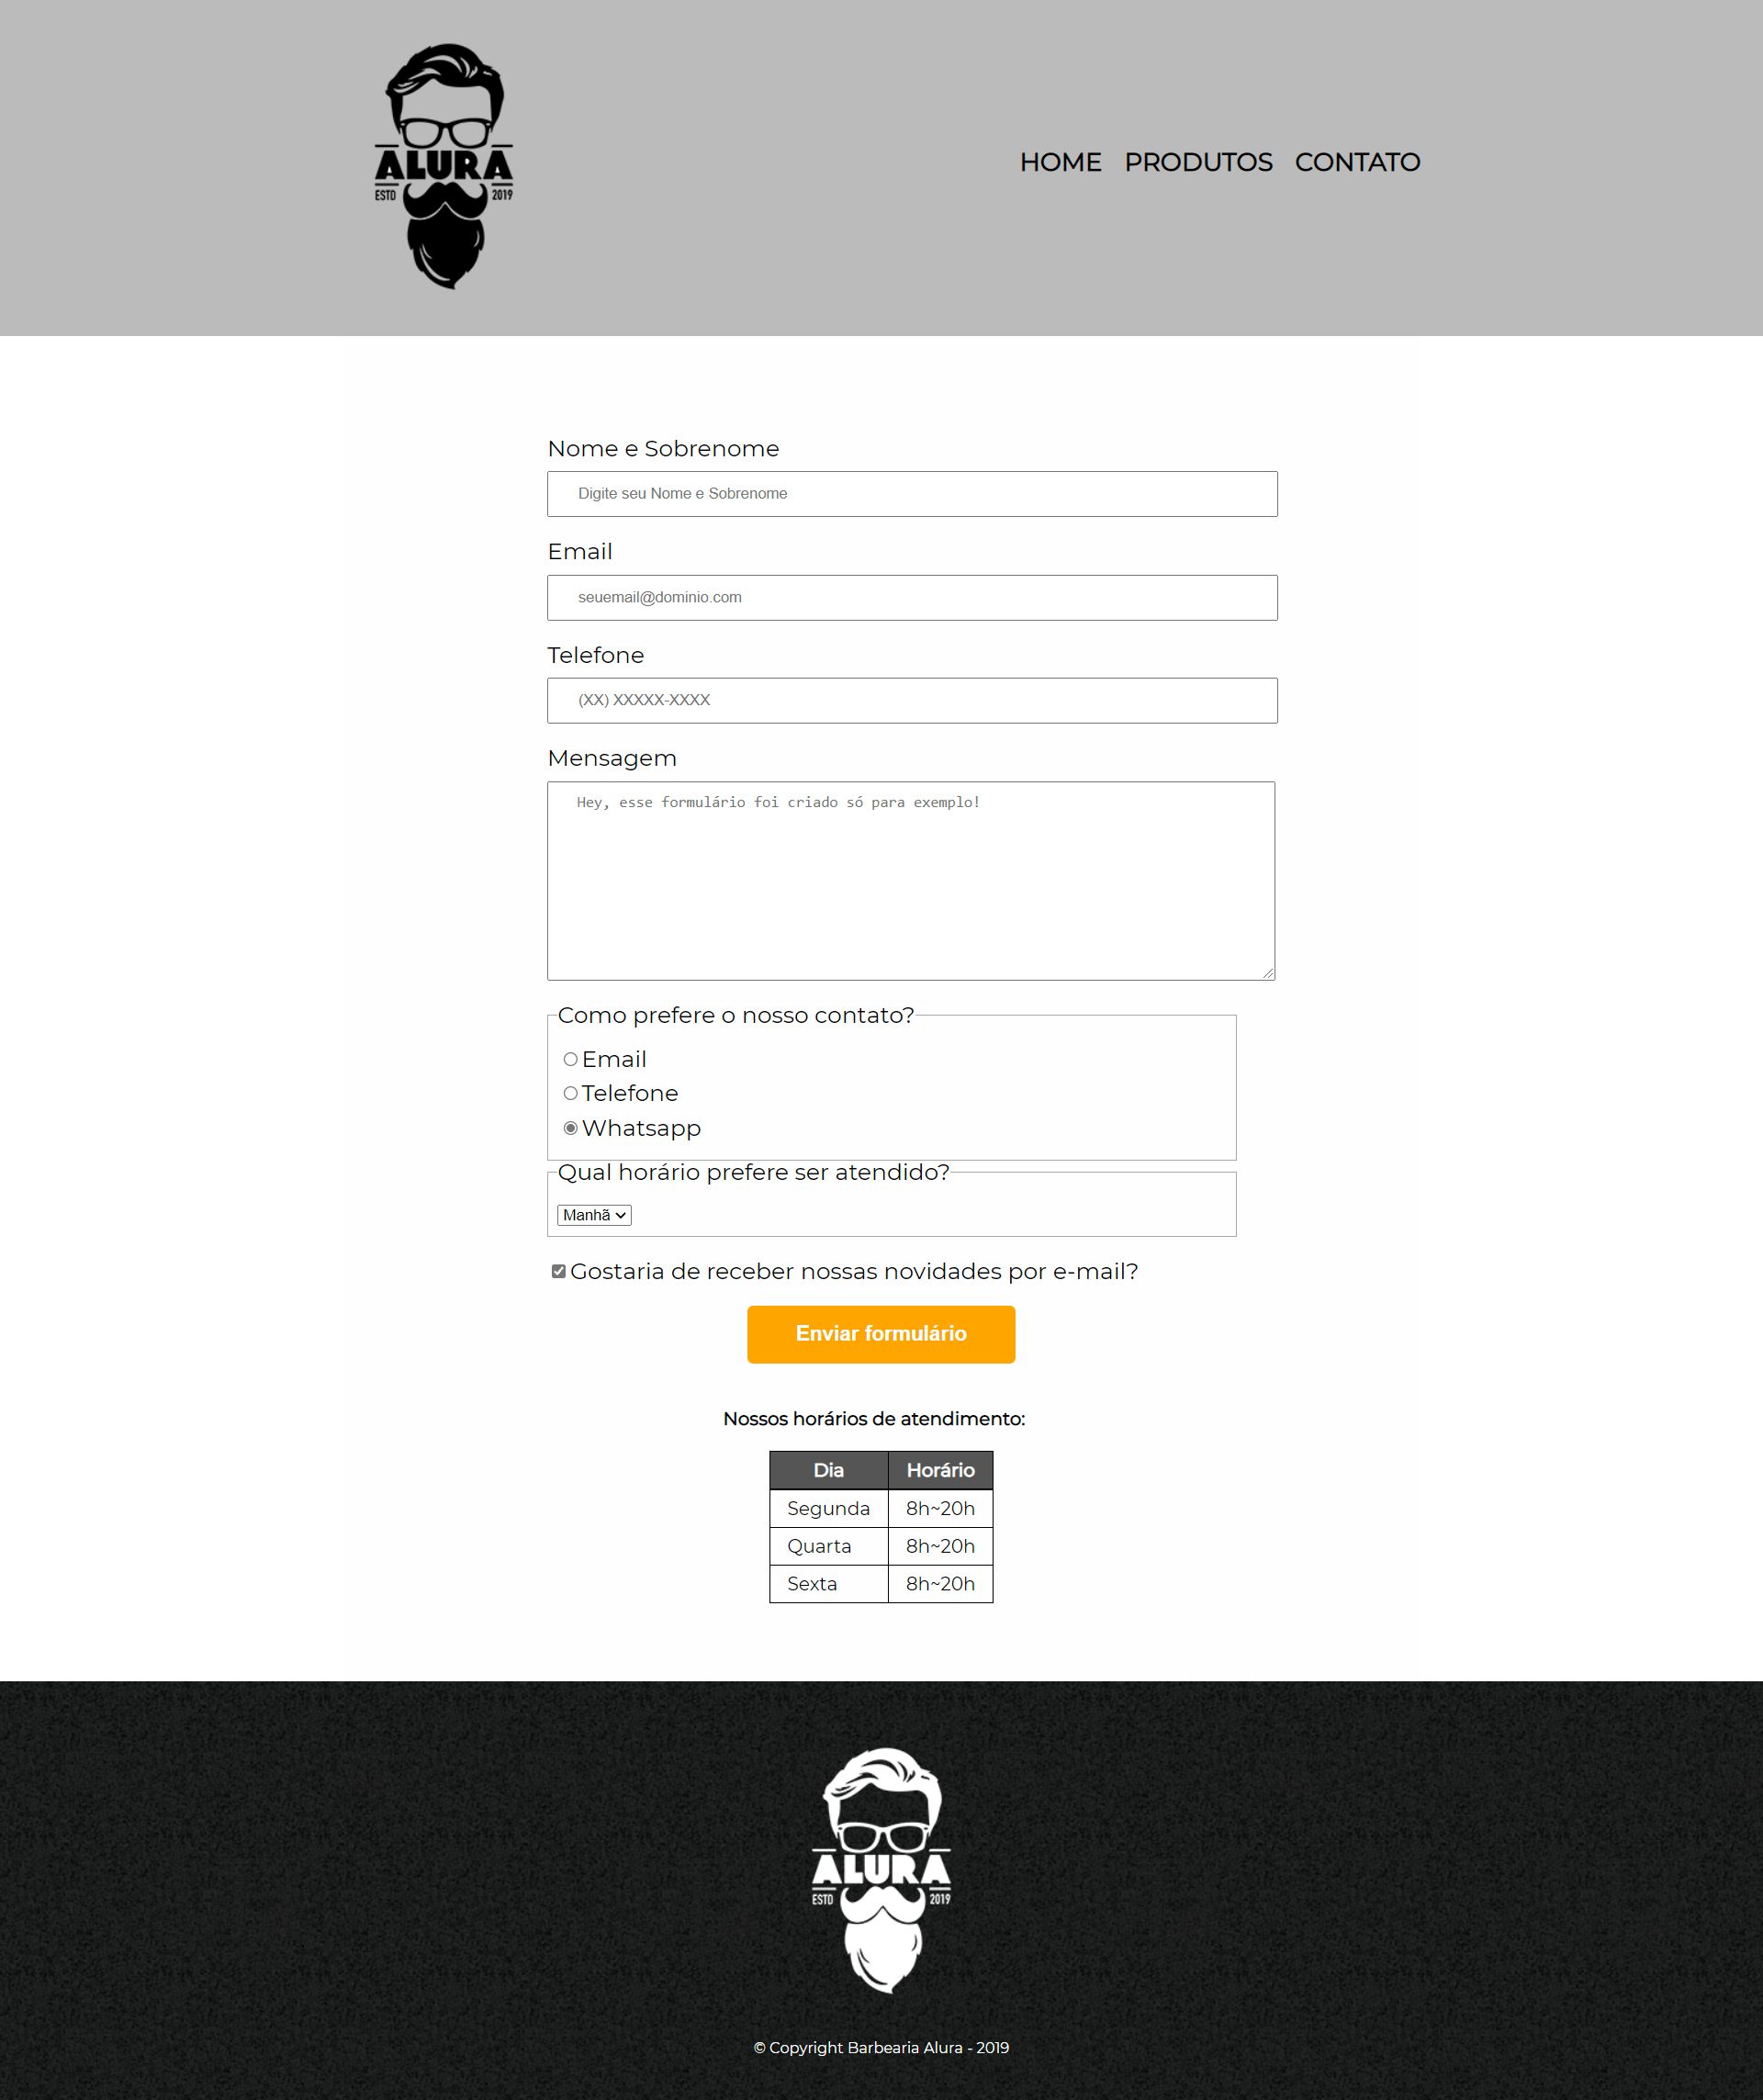 ALURA
ESTD 2019
HOME PRODUTOS CONTATO
Nome e Sobrenome
Digite seu Nome e Sobrenome
Email
seuemail@dominio.com
Telefone
(XX) XXXXX-XXXX
Mensagem
Hey, esse formulário foi criado só para exemplo!
Como prefere o nosso contato?
Email
Telefone
Whatsapp
Qual horário prefere ser atendido?
Manhã
Gostaria de receber nossas novidades por e-mail?
Enviar formulário
Nossos horários de atendimento:
Dia Horário
Segunda 8h~20h
Quarta 8h~20h
Sexta 8h~20h
ALURA
ESTD 2019
© Copyright Barbearia Alura - 2019